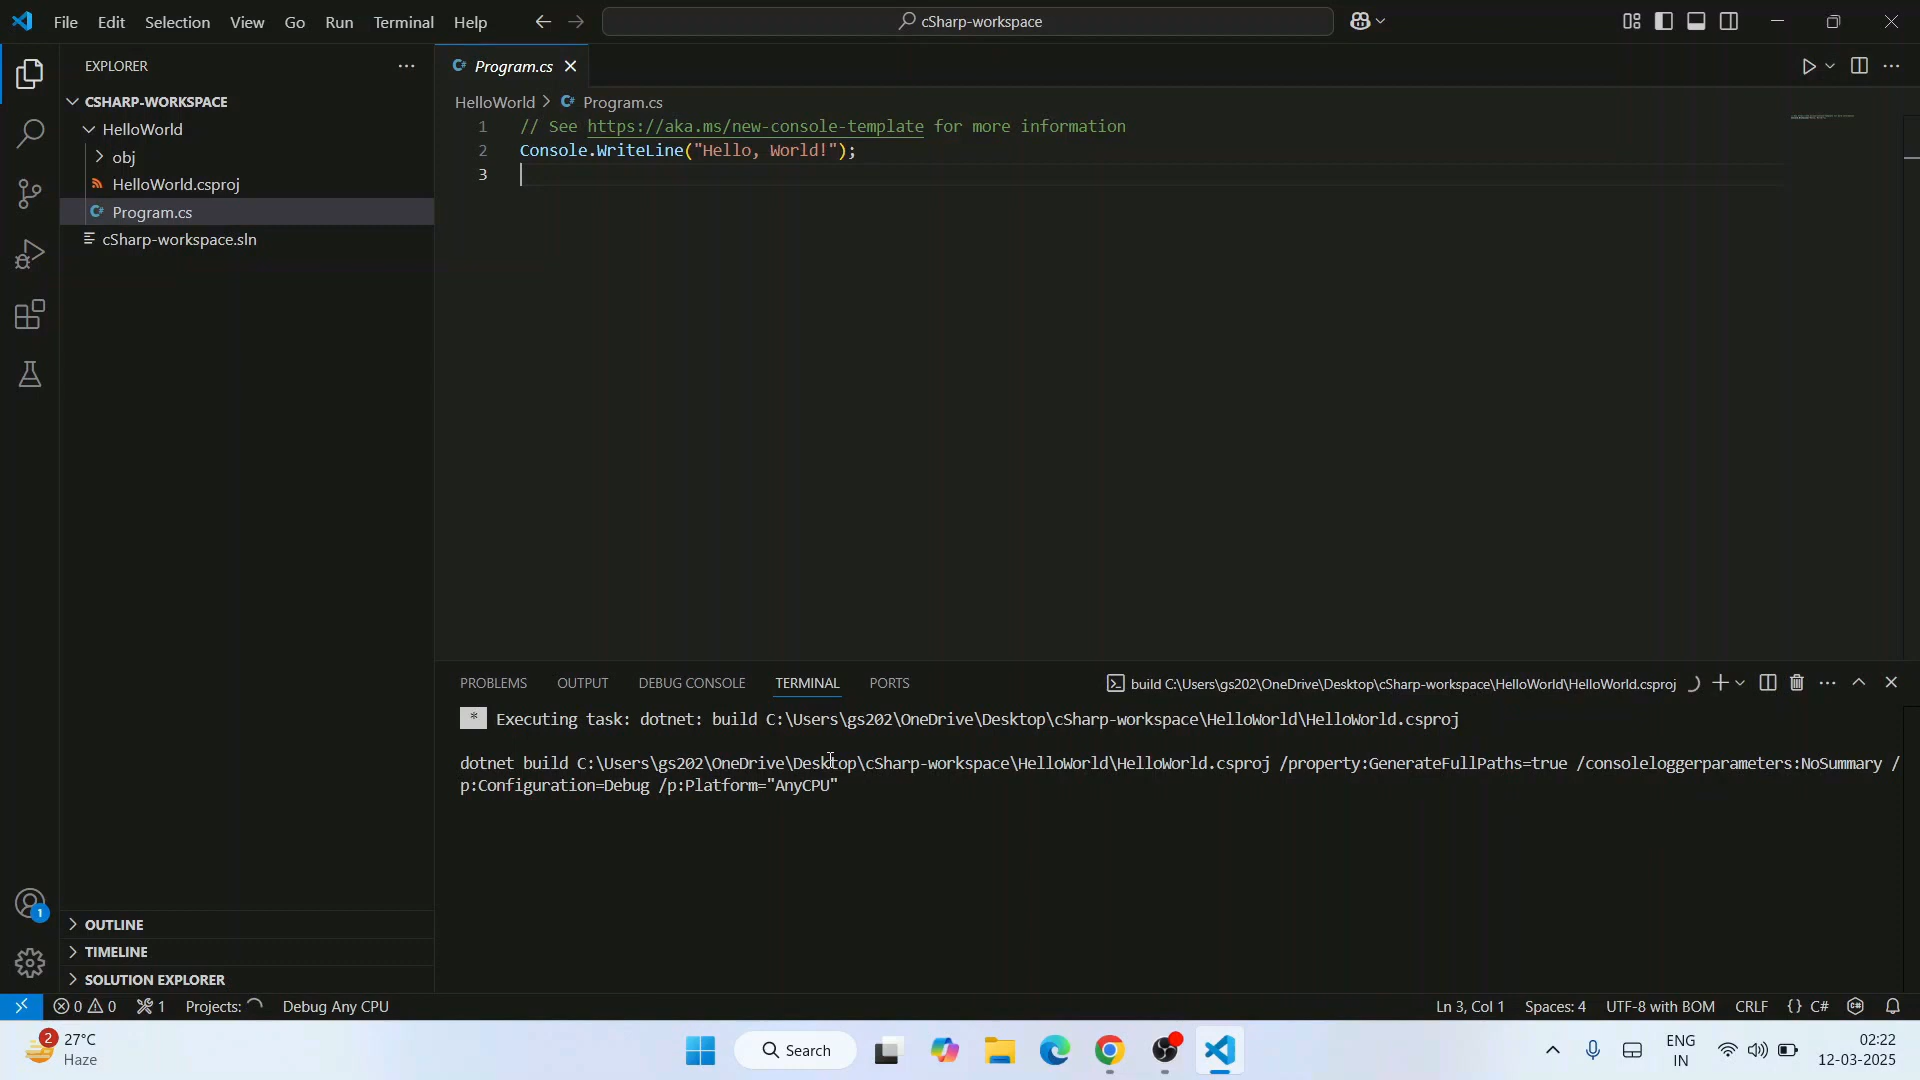 File Edit Selection View Go Run Terminal Help
cSharp-workspace
EXPLORER
CSHARP-WORKSPACE
HelloWorld
obj
HelloWorld.csproj
C# Program.cs
cSharp-workspace.sln
OUTLINE
TIMELINE
SOLUTION EXPLORER
C# Program.cs
HelloWorld > C# Program.cs
1 // See https://aka.ms/new-console-template for more information
2 Console.WriteLine("Hello, World!");
3
PROBLEMS OUTPUT DEBUG CONSOLE TERMINAL PORTS
build C:\Users\gs202\OneDrive\Desktop\cSharp-workspace\HelloWorld\HelloWorld.csproj
* Executing task: dotnet: build C:\Users\gs202\OneDrive\Desktop\cSharp-workspace\HelloWorld\HelloWorld.csproj
dotnet build C:\Users\gs202\OneDrive\Desktop\cSharp-workspace\HelloWorld\HelloWorld.csproj /property:GenerateFullPaths=true /consoleloggerparameters:NoSummary /
p:Configuration=Debug /p:Platform="AnyCPU"
1
0 0 1 Projects: Debug Any CPU
Ln 3, Col 1 Spaces: 4 UTF-8 with BOM CRLF {} C#
2
27°C
Haze
Search
ENG
IN
02:22
12-03-2025